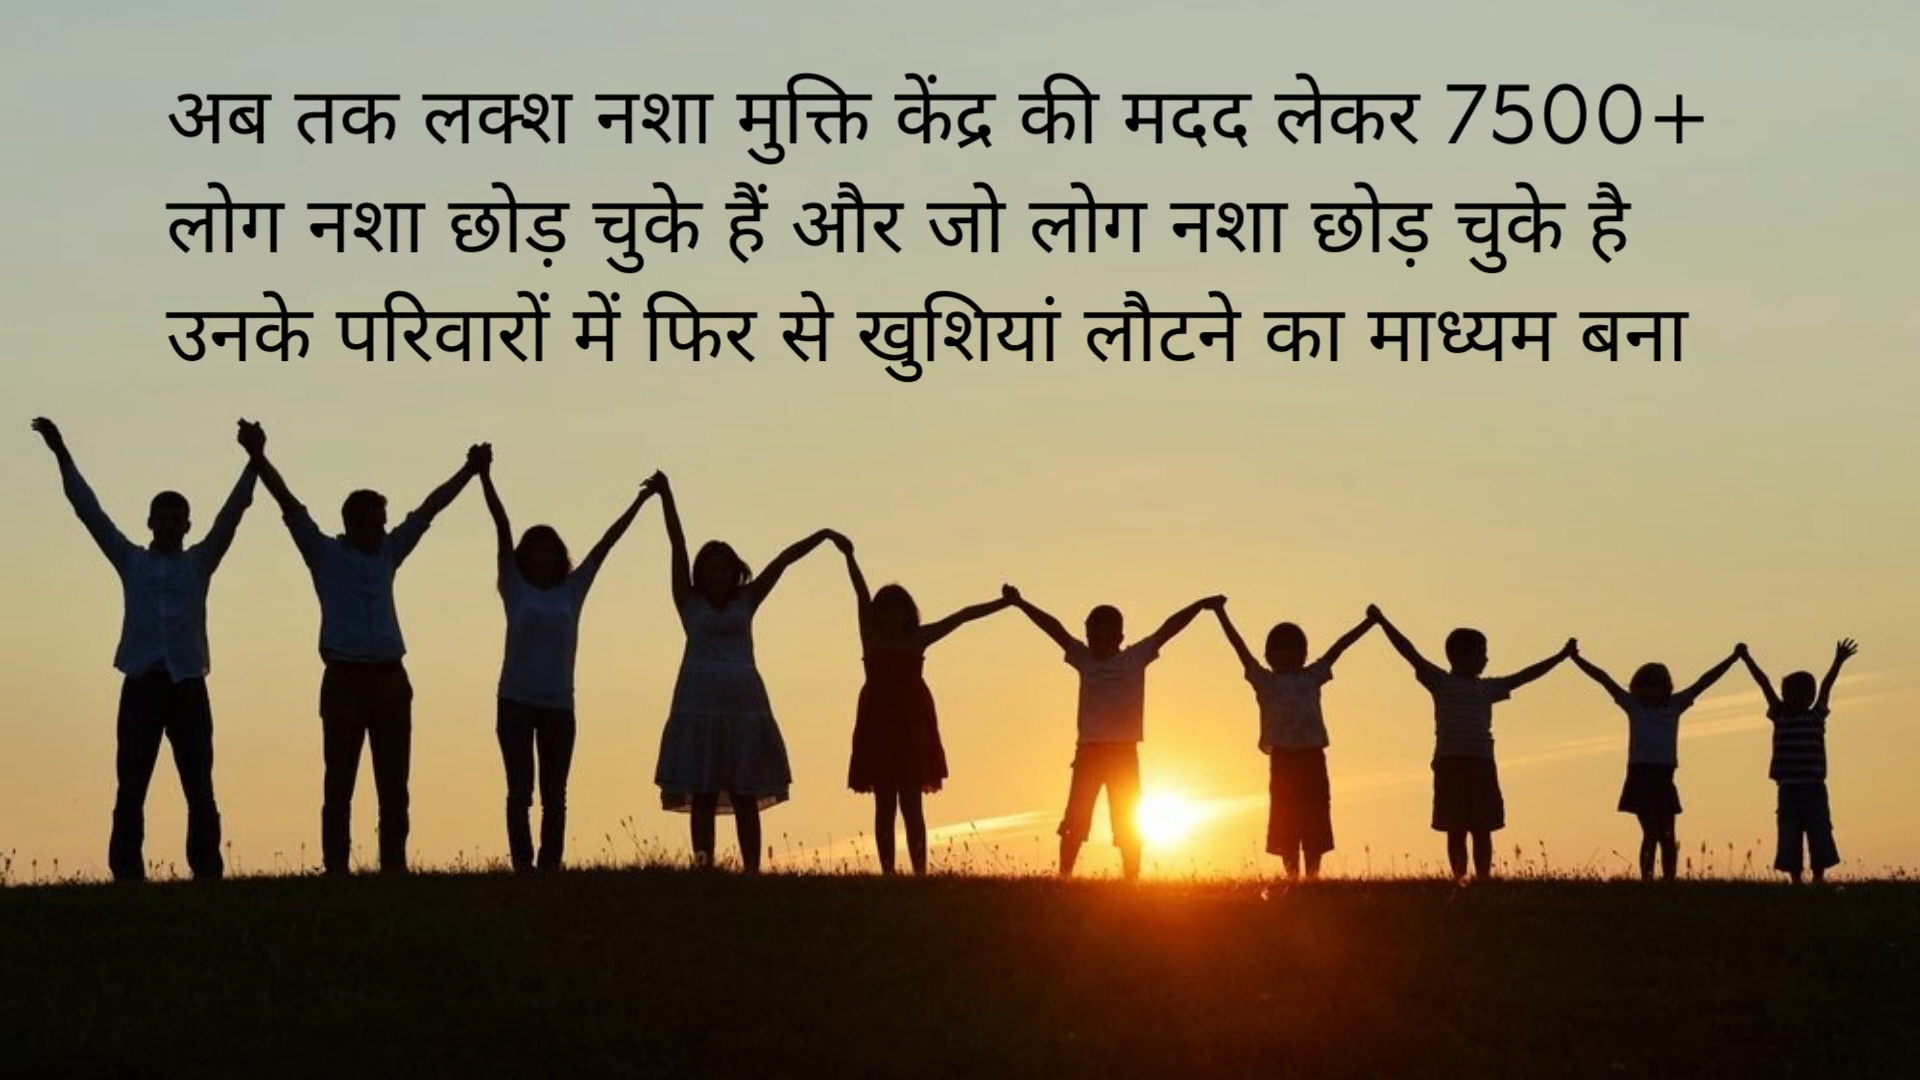 अब तक लक्श नशा मुक्ति केंद्र की मदद लेकर 7500+
लोग नशा छोड़ चुके हैं और जो लोग नशा छोड़ चुके है
उनके परिवारों में फिर से खुशियां लौटने का माध्यम बना